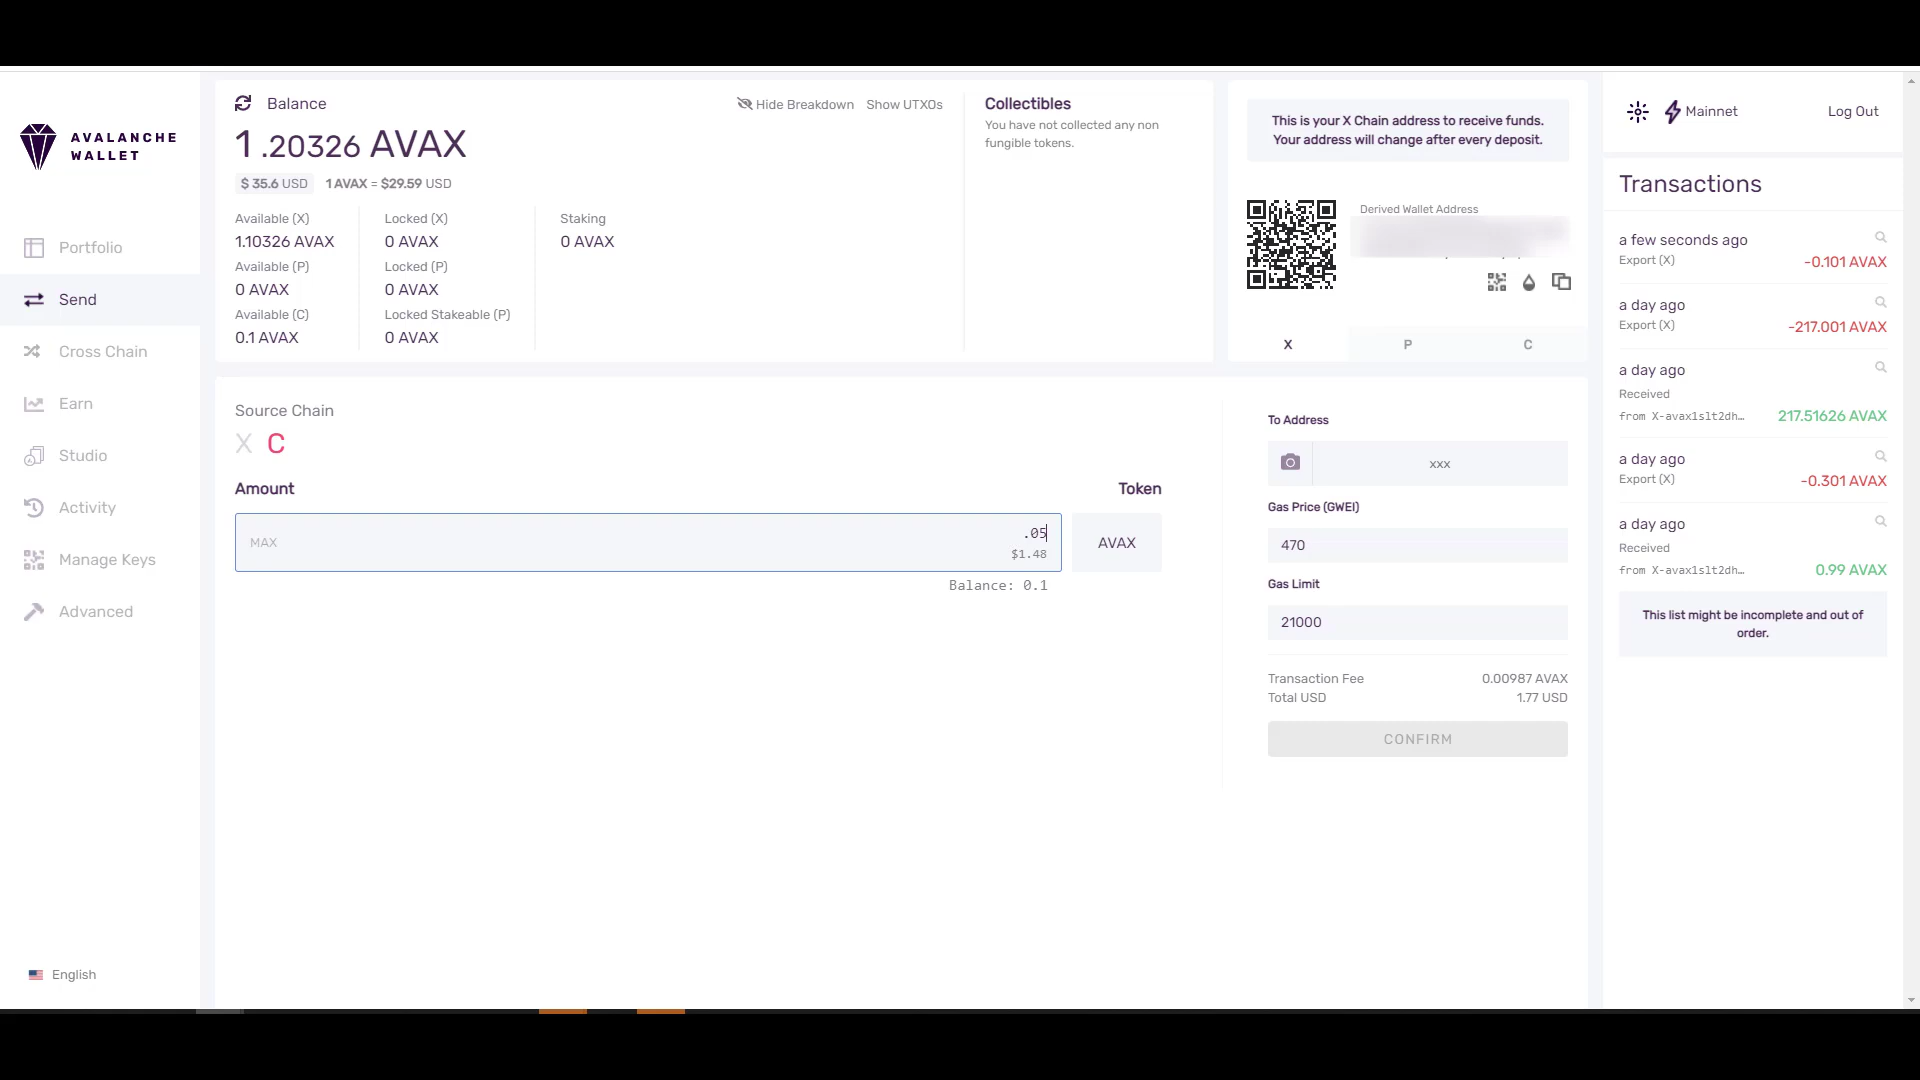 AVALANCHE
WALLET
Portfolio
Send
Cross Chain
Earn
Studio
Activity
Manage Keys
Advanced
English
Balance
Hide Breakdown
Show UTXOs
1 .20326 AVAX
$ 35.6 USD
1 AVAX = $29.59 USD
Available (X)
1.10326 AVAX
Available (P)
0 AVAX
Available (C)
0.1 AVAX
Locked (X)
0 AVAX
Locked (P)
0 AVAX
Locked Stakeable (P)
0 AVAX
Staking
0 AVAX
Collectibles
You have not collected any non
fungible tokens.
This is your X Chain address to receive funds.
Your address will change after every deposit.
Derived Wallet Address
X
P
C
Source Chain
X C
Amount
Token
MAX
.05
$1.48
AVAX
Balance: 0.1
To Address
xxx
Gas Price (GWEI)
470
Gas Limit
21000
Transaction Fee
0.00987 AVAX
Total USD
1.77 USD
CONFIRM
Mainnet
Log Out
Transactions
a few seconds ago
Export (X)
-0.101 AVAX
a day ago
Export (X)
-217.001 AVAX
a day ago
Received
from X-avax1slt2dh…
217.51626 AVAX
a day ago
Export (X)
-0.301 AVAX
a day ago
Received
from X-avax1slt2dh…
0.99 AVAX
This list might be incomplete and out of
order.